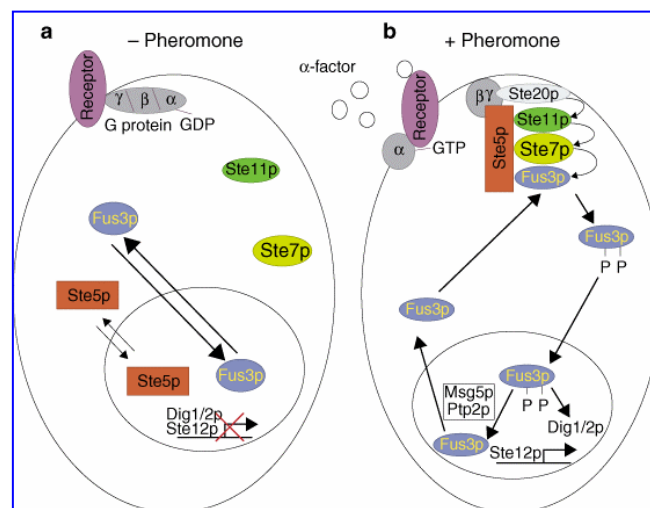 a
– Pheromone
Receptor
γ β α
G protein GDP
Ste11p
Fus3p
Ste7p
Ste5p
Ste5p
Fus3p
Dig1/2p
Ste12p
b
+ Pheromone
α-factor
Receptor
α
GTP
βγ
Ste20p
Ste11p
Ste5p
Ste7p
Fus3p
Fus3p
P P
Fus3p
Fus3p
P P
Msg5p
Ptp2p
Dig1/2p
Fus3p
Ste12p